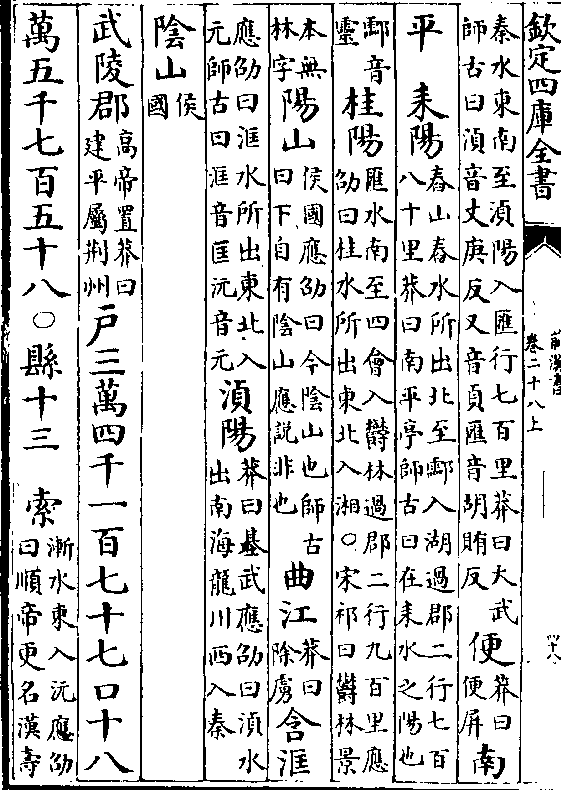 欽定四庫全書
前漢書
卷二十八上
四十八
秦水東南至湞陽入匯行七百里莽曰大武
師古曰湞音丈庚反又音貞匯音胡賄反
便
莽曰
便屏
南
平 耒陽
舂山舂水所出北至酃入湖過郡二行七百
八十里莽曰南平亭師古曰在耒水之陽也
酃音
靈
桂陽
匯水南至四會入鬱林過郡二行九百里應
劭曰桂水所出東北入湘○宋祁曰鬱林景
本無
林字
陽山
侯國應劭曰今陰山也師古
曰下自有陰山應説非也
曲江
莽曰
除虜
含洭
應劭曰洭水所出東北入
元師古曰洭音匡沅音元
湞陽
莽曰基武應劭曰湞水
出南海龍川西入秦
陰山
侯
國
武陵郡
高帝置莽曰
建平屬荆州
戸三萬四千一百七十七口十八
萬五千七百五十八○縣十三 索
漸水東入沅應劭
曰順帝更名漢壽